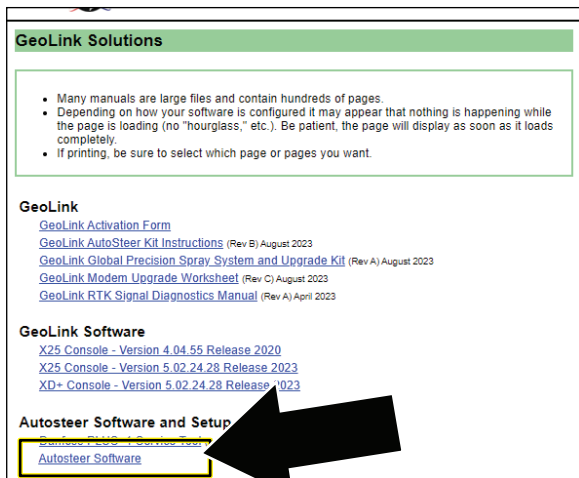 GeoLink Solutions
• Many manuals are large files and contain hundreds of pages.
• Depending on how your software is configured it may appear that nothing is happening while
the page is loading (no "hourglass," etc.). Be patient, the page will display as soon as it loads
completely.
• If printing, be sure to select which page or pages you want.
GeoLink
GeoLink Activation Form
GeoLink AutoSteer Kit Instructions (Rev B) August 2023
GeoLink Global Precision Spray System and Upgrade Kit (Rev A) August 2023
GeoLink Modem Upgrade Worksheet (Rev C) August 2023
GeoLink RTK Signal Diagnostics Manual (Rev A) April 2023
GeoLink Software
X25 Console - Version 4.04.55 Release 2020
X25 Console - Version 5.02.24.28 Release 2023
XD+ Console - Version 5.02.24.28 Release 2023
Autosteer Software and Setup
Autosteer Software